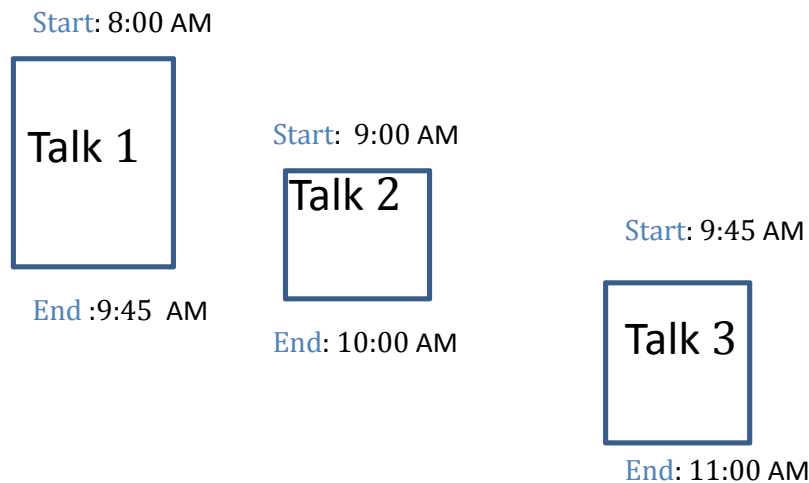 Start: 8:00 AM
Talk 1
End :9:45 AM
Start: 9:00 AM
Talk 2
End: 10:00 AM
Start: 9:45 AM
Talk 3
End: 11:00 AM